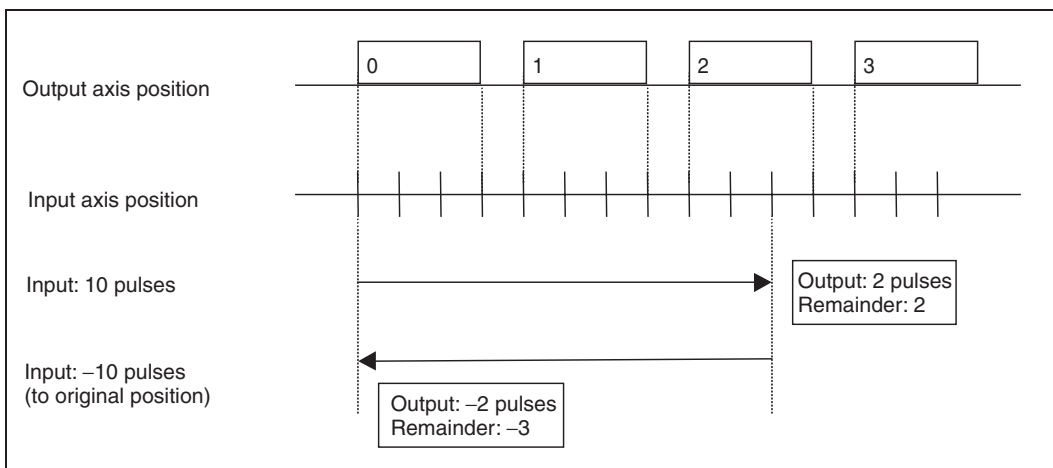 0
1
2
3
Output axis position
Input axis position
Input: 10 pulses
Output: 2 pulses
Remainder: 2
Input: –10 pulses
(to original position)
Output: –2 pulses
Remainder: –3